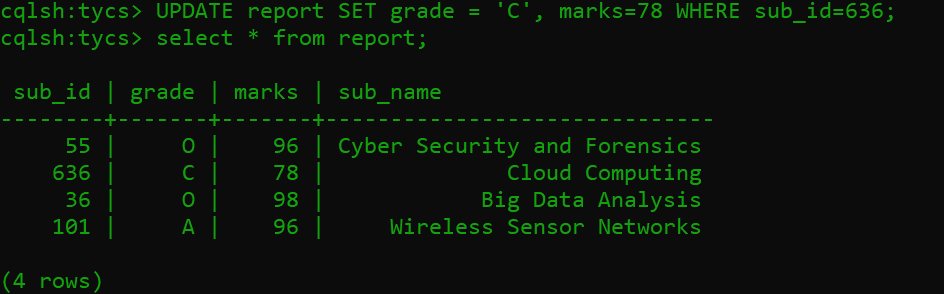 cqlsh:tycs> UPDATE report SET grade = 'C', marks=78 WHERE sub_id=636;
cqlsh:tycs> select * from report;
sub_id | grade | marks | sub_name
--------+-------+-------+------------------------------
55 | O | 96 | Cyber Security and Forensics
636 | C | 78 | Cloud Computing
36 | O | 98 | Big Data Analysis
101 | A | 96 | Wireless Sensor Networks
(4 rows)